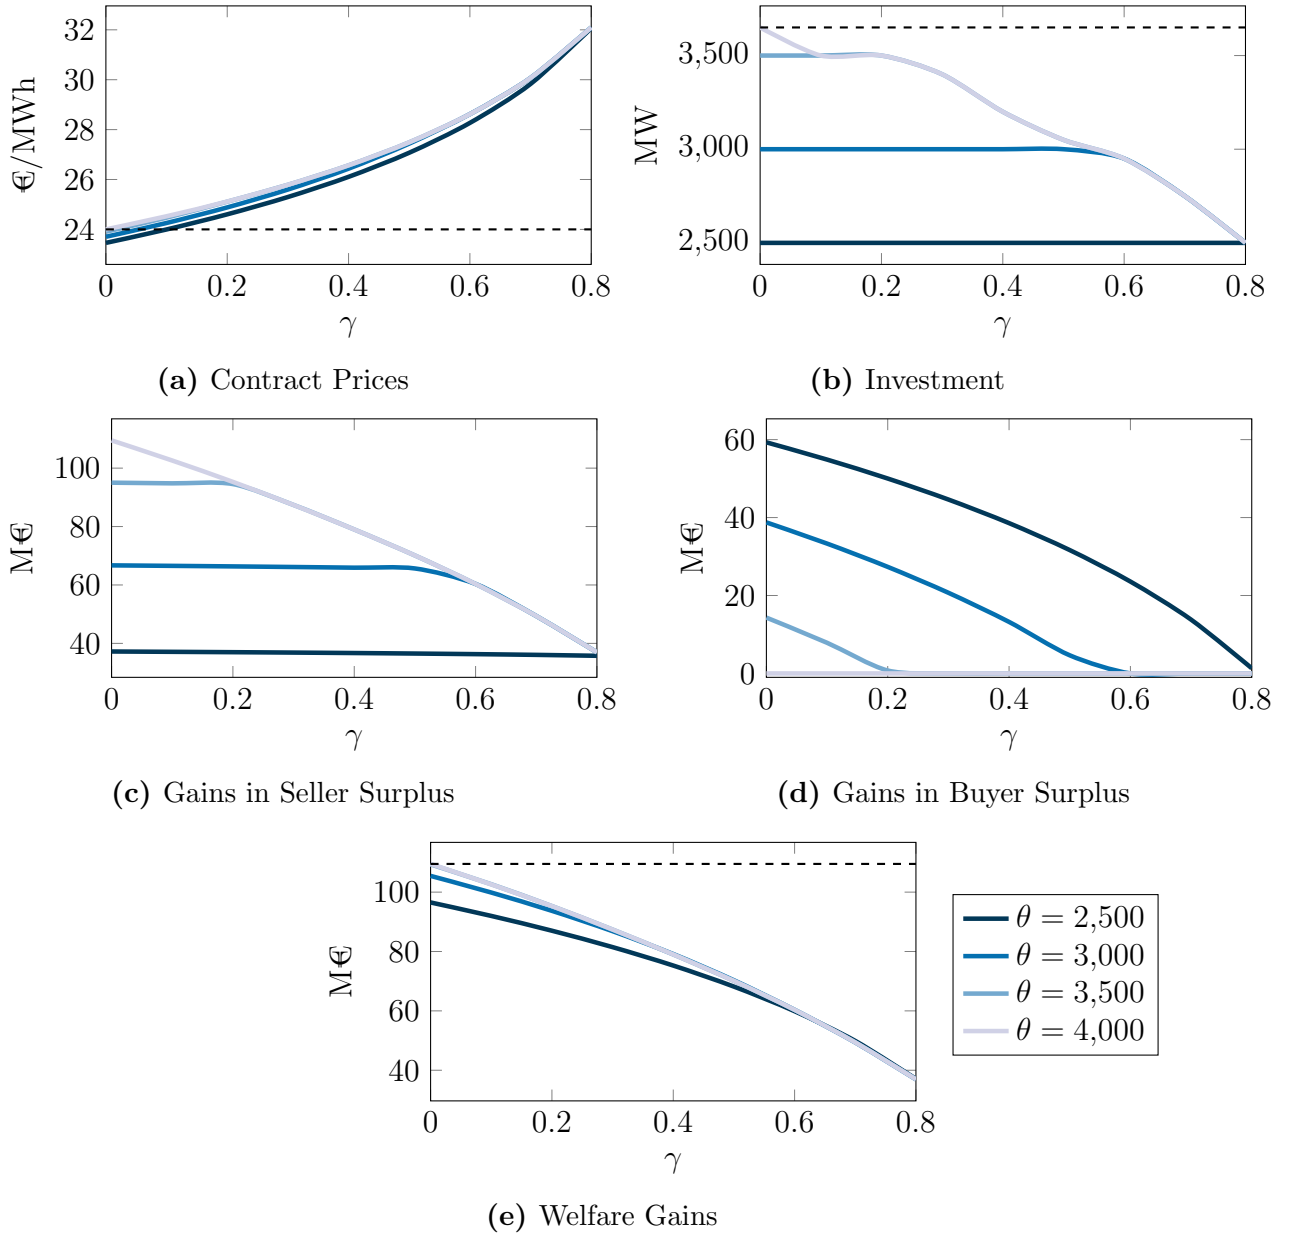 32
30
28
26
24
€/MWh
0 0.2 0.4 0.6 0.8
γ
(a) Contract Prices
3,500
3,000
2,500
MW
0 0.2 0.4 0.6 0.8
γ
(b) Investment
100
80
60
40
M€
0 0.2 0.4 0.6 0.8
γ
(c) Gains in Seller Surplus
60
40
20
0
M€
0 0.2 0.4 0.6 0.8
γ
(d) Gains in Buyer Surplus
100
80
60
40
M€
0 0.2 0.4 0.6 0.8
γ
(e) Welfare Gains
θ = 2,500
θ = 3,000
θ = 3,500
θ = 4,000